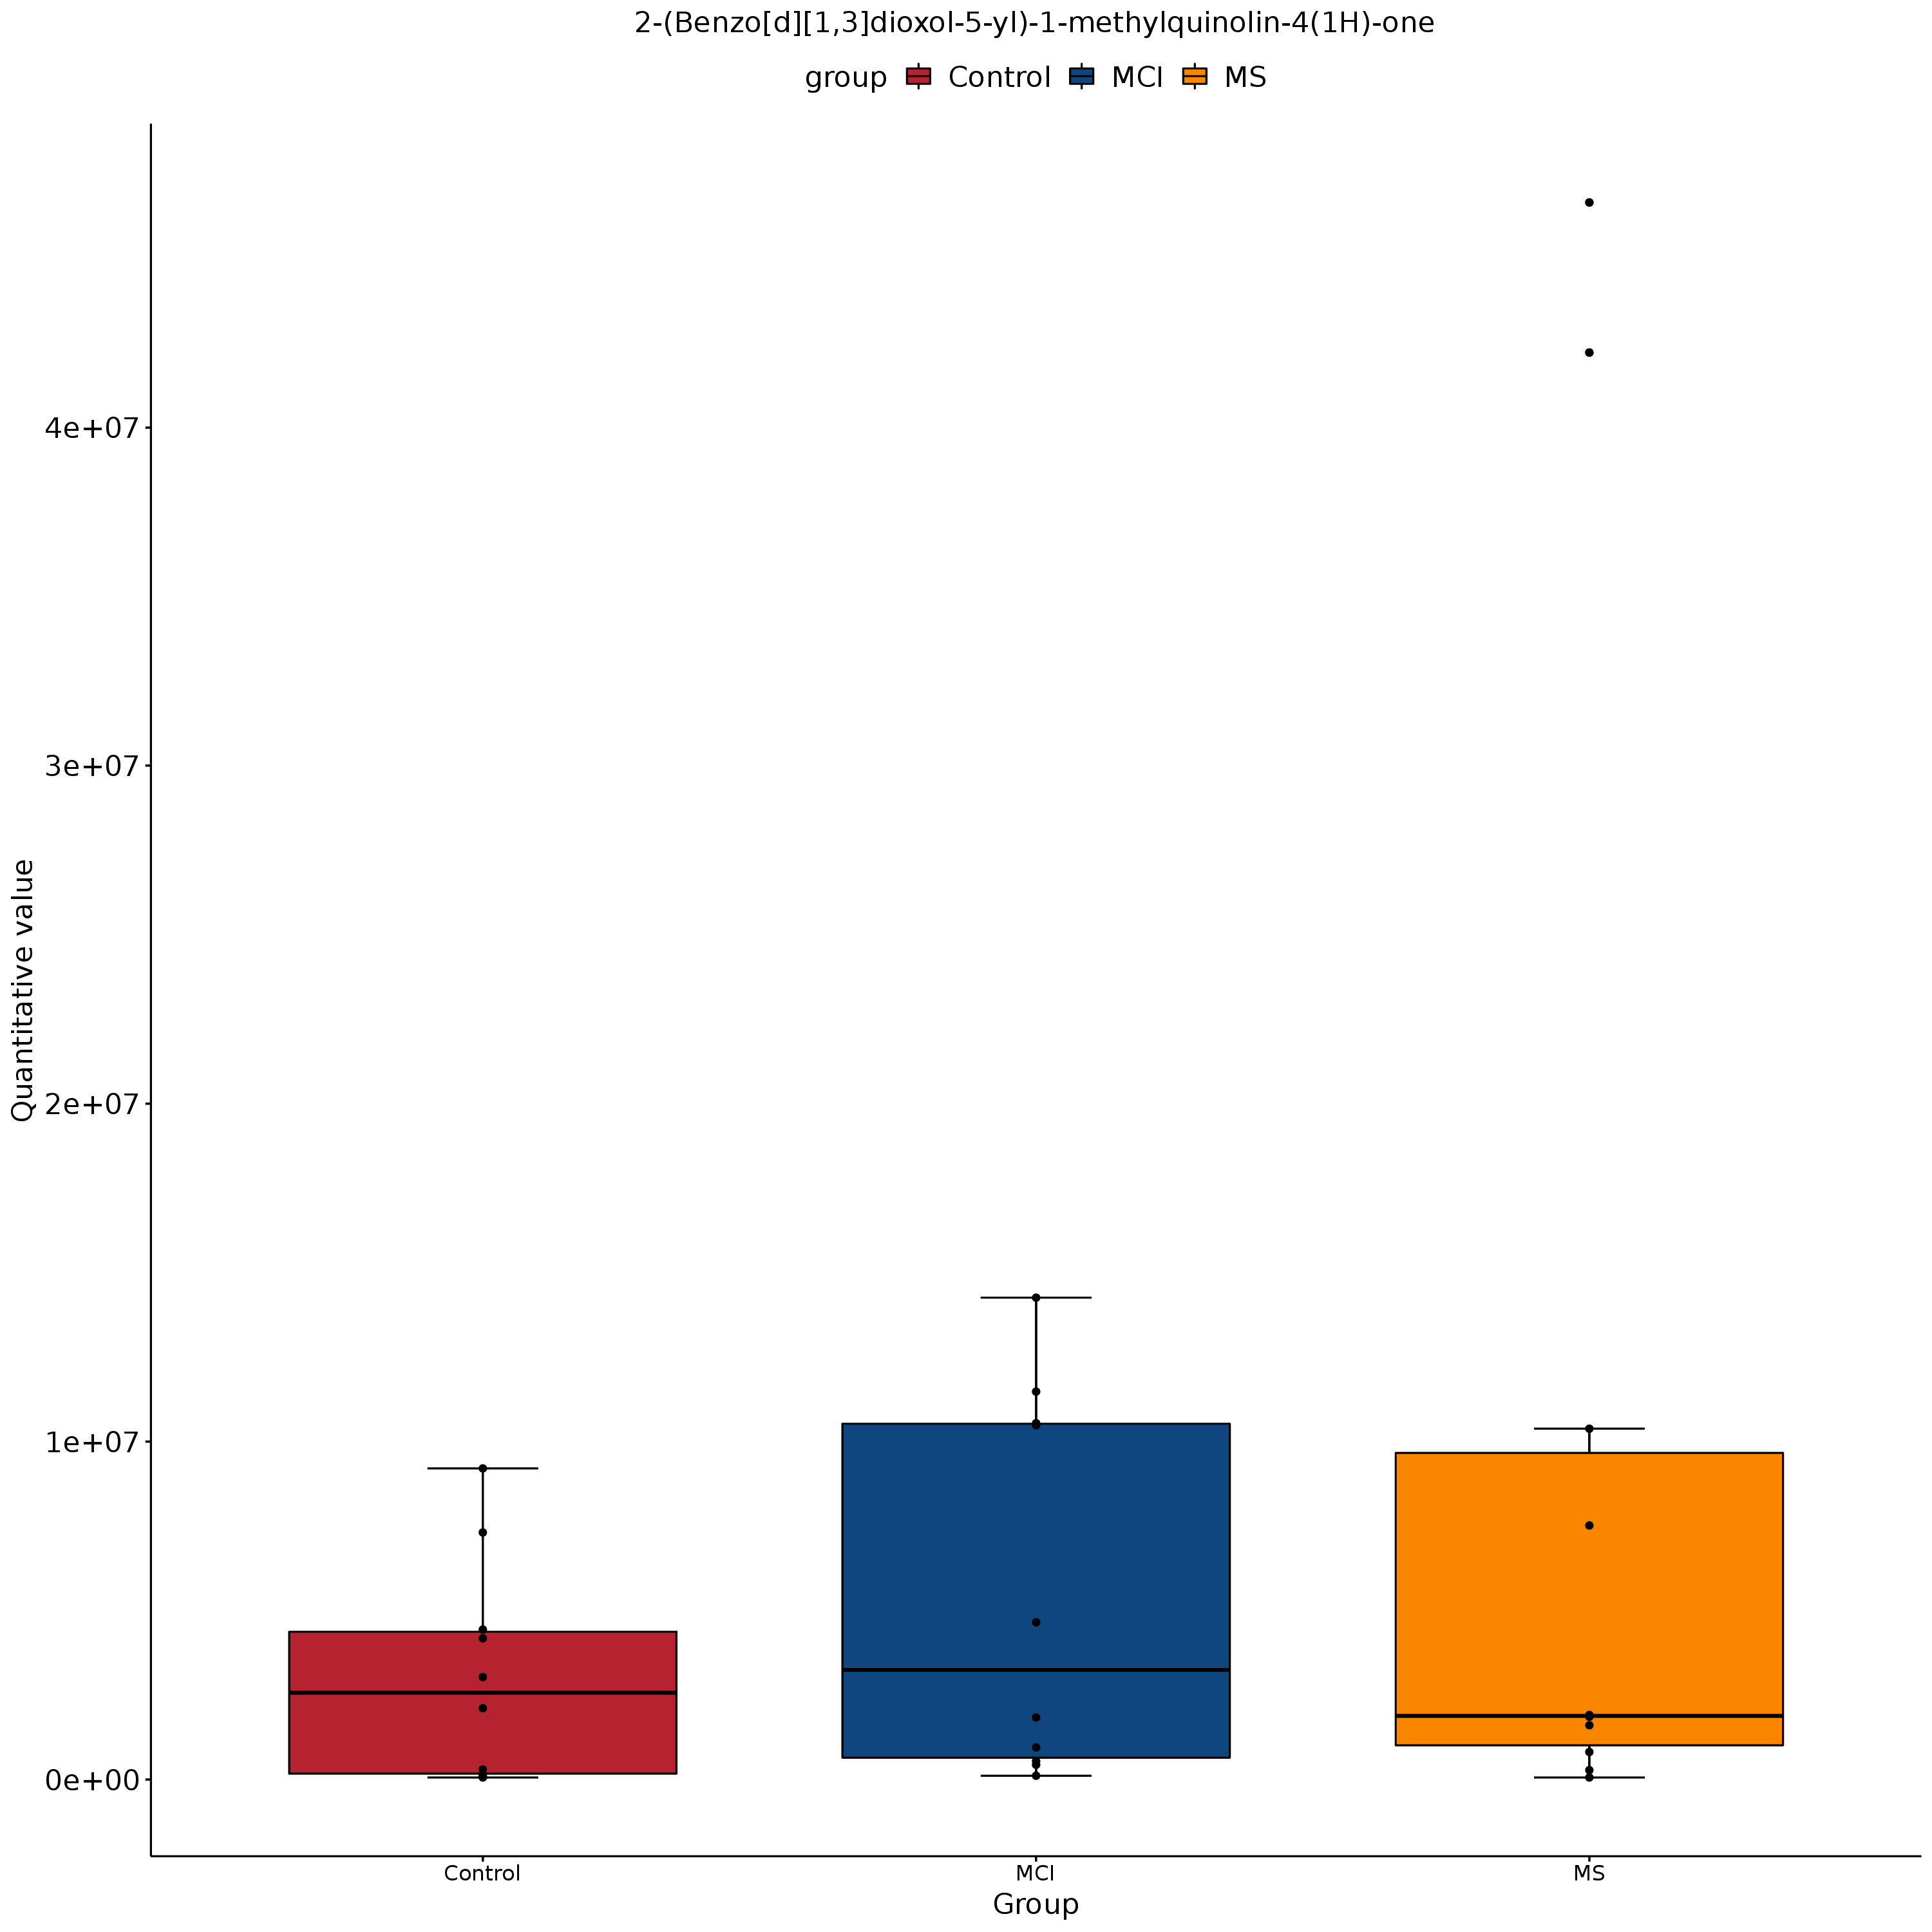 2-(Benzo[d][1,3]dioxol-5-yl)-1-methylquinolin-4(1H)-one
group Control MCI MS
Quantitative value
4e+07
3e+07
2e+07
1e+07
0e+00
Control MCI MS
Group